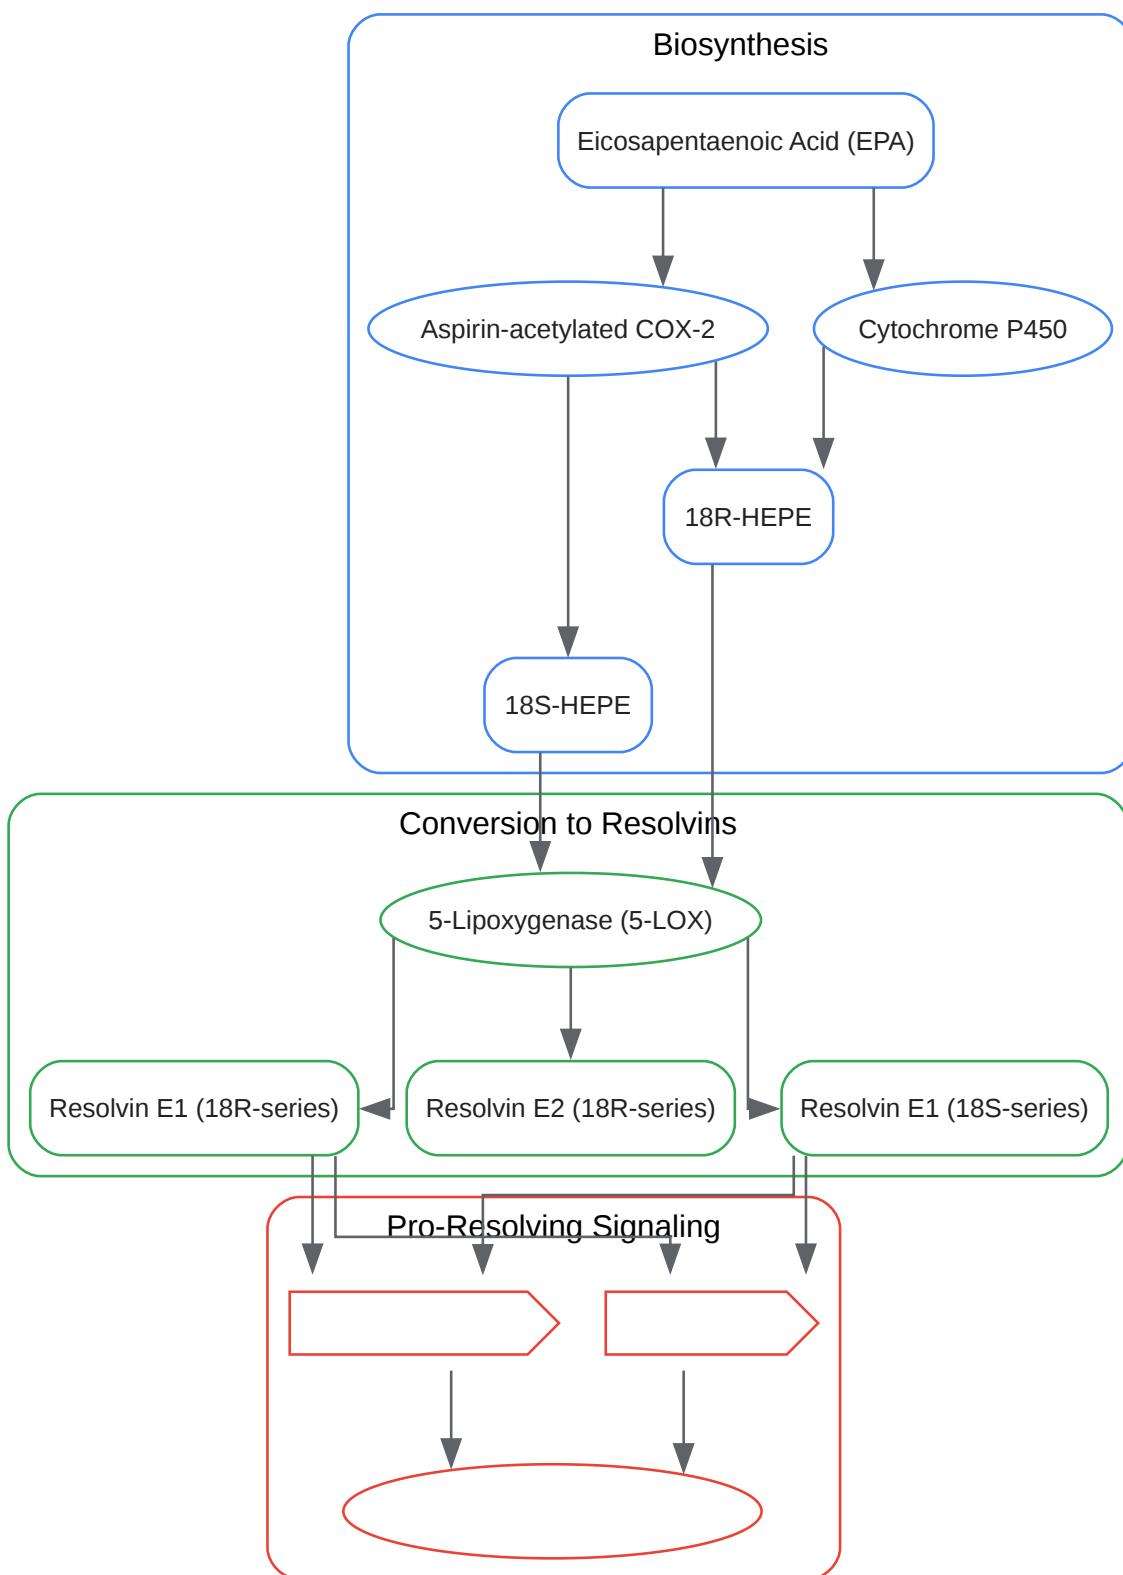 Biosynthesis
Eicosapentaenoic Acid (EPA)
Aspirin-acetylated COX-2
Cytochrome P450
18R-HEPE
18S-HEPE
Conversion to Resolvins
5-Lipoxygenase (5-LOX)
Resolvin E1 (18R-series)
Resolvin E2 (18R-series)
Resolvin E1 (18S-series)
Pro-Resolving Signaling